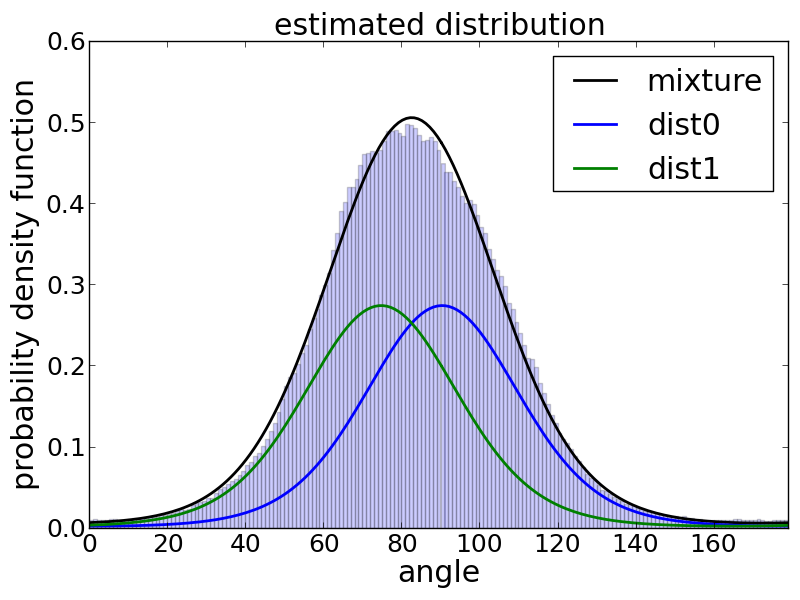 estimated distribution
probability density function
0.6
0.5
0.4
0.3
0.2
0.1
0.0
mixture
dist0
dist1
0 20 40 60 80 100 120 140 160
angle